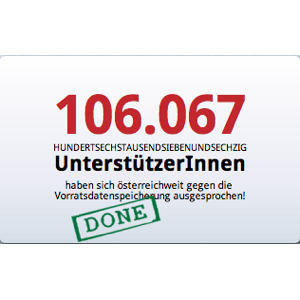 106.067
HUNDERTSECHSTAUSENDSIEBENUNDSECHZIG
UnterstützerInnen
haben sich österreichweit gegen die
Vorratsdatenspeicherung ausgesprochen!
DONE